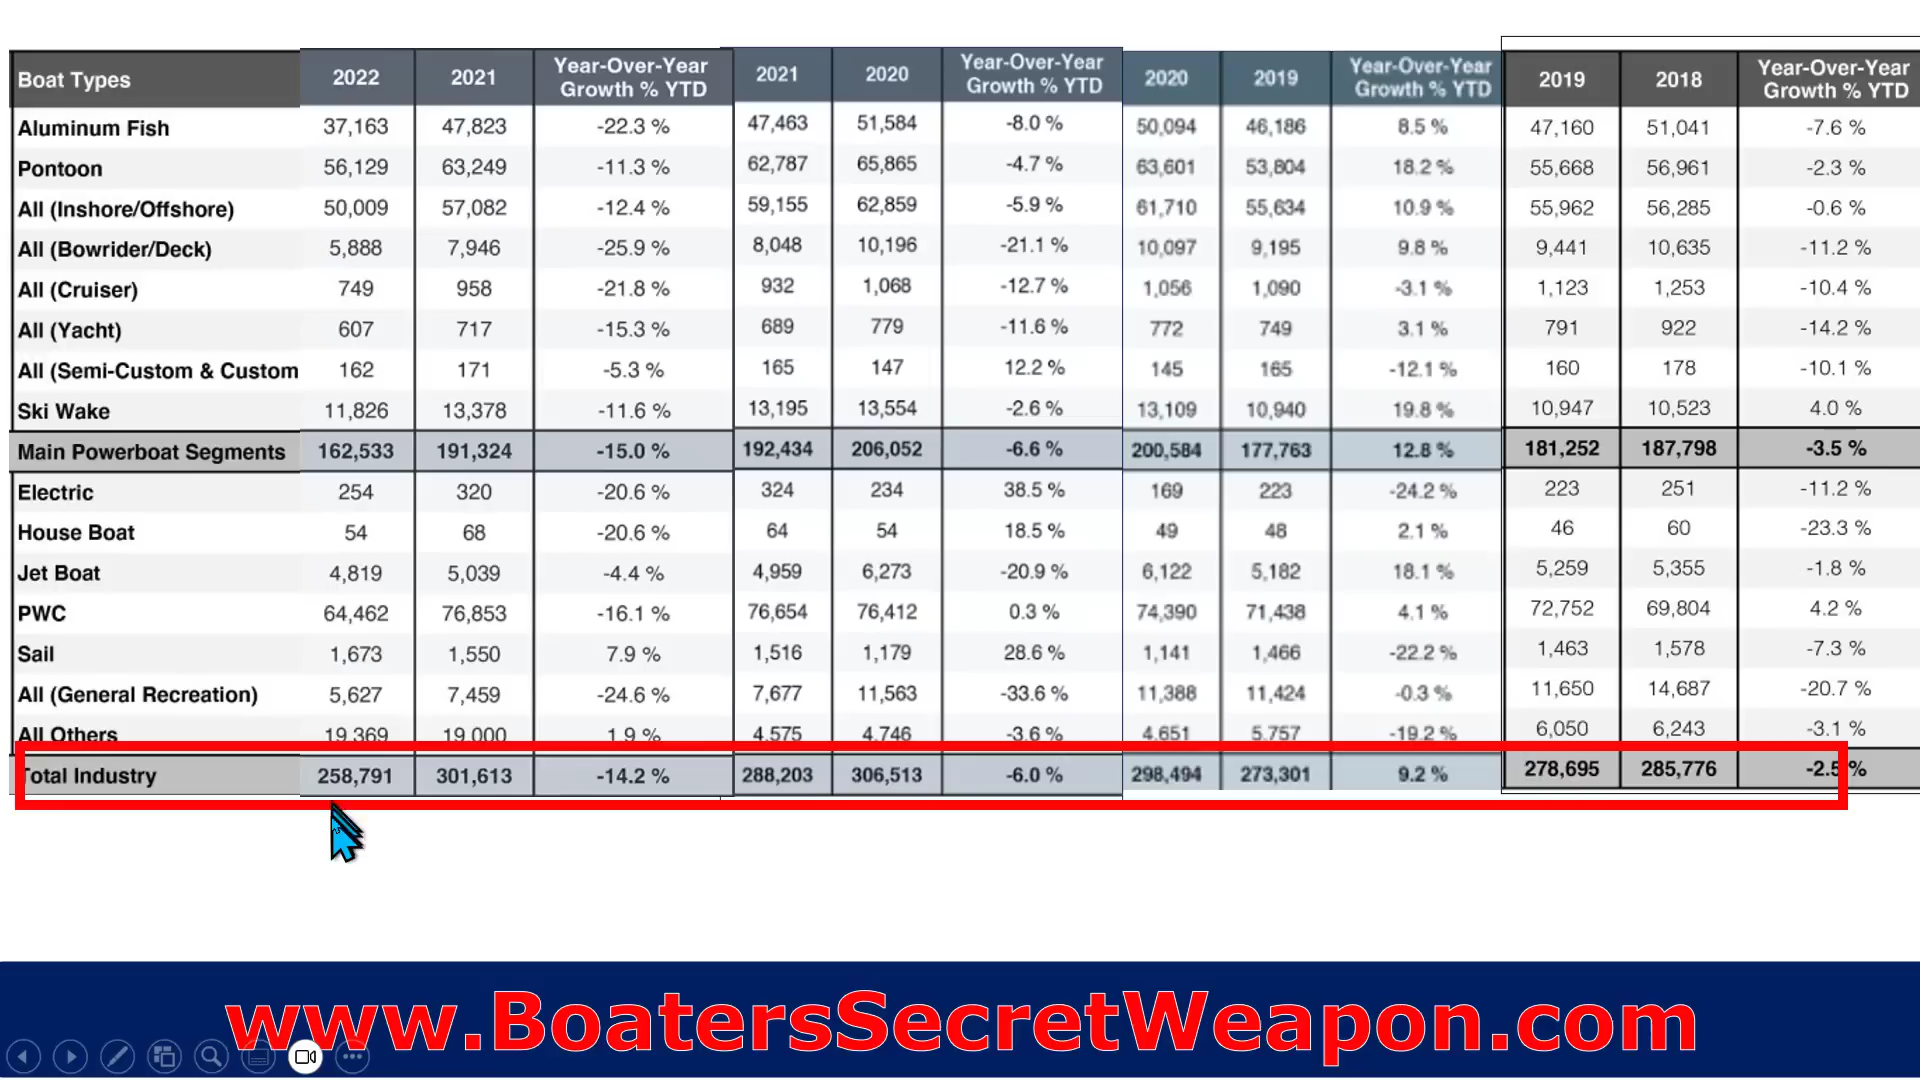 Boat Types 2022 2021 Year-Over-Year Growth % YTD 2021 2020 Year-Over-Year Growth % YTD 2020 2019 Year-Over-Year Growth % YTD 2019 2018 Year-Over-Year Growth % YTD
Aluminum Fish 37,163 47,823 -22.3 % 47,463 51,584 -8.0 % 50,094 46,186 8.5 % 47,160 51,041 -7.6 %
Pontoon 56,129 63,249 -11.3 % 62,787 65,865 -4.7 % 63,601 53,804 18.2 % 55,668 56,961 -2.3 %
All (Inshore/Offshore) 50,009 57,082 -12.4 % 59,155 62,859 -5.9 % 61,710 55,634 10.9 % 55,962 56,285 -0.6 %
All (Bowrider/Deck) 5,888 7,946 -25.9 % 8,048 10,196 -21.1 % 10,097 9,195 9.8 % 9,441 10,635 -11.2 %
All (Cruiser) 749 958 -21.8 % 932 1,068 -12.7 % 1,056 1,090 -3.1 % 1,123 1,253 -10.4 %
All (Yacht) 607 717 -15.3 % 689 779 -11.6 % 772 749 3.1 % 791 922 -14.2 %
All (Semi-Custom & Custom 162 171 -5.3 % 165 147 12.2 % 145 165 -12.1 % 160 178 -10.1 %
Ski Wake 11,826 13,378 -11.6 % 13,195 13,554 -2.6 % 13,109 10,940 19.8 % 10,947 10,523 4.0 %
Main Powerboat Segments 162,533 191,324 -15.0 % 192,434 206,052 -6.6 % 200,584 177,763 12.8 % 181,252 187,798 -3.5 %
Electric 254 320 -20.6 % 324 234 38.5 % 169 223 -24.2 % 223 251 -11.2 %
House Boat 54 68 -20.6 % 64 54 18.5 % 49 48 2.1 % 46 60 -23.3 %
Jet Boat 4,819 5,039 -4.4 % 4,959 6,273 -20.9 % 6,122 5,182 18.1 % 5,259 5,355 -1.8 %
PWC 64,462 76,853 -16.1 % 76,654 76,412 0.3 % 74,390 71,438 4.1 % 72,752 69,804 4.2 %
Sail 1,673 1,550 7.9 % 1,516 1,179 28.6 % 1,141 1,466 -22.2 % 1,463 1,578 -7.3 %
All (General Recreation) 5,627 7,459 -24.6 % 7,677 11,563 -33.6 % 11,388 11,424 -0.3 % 11,650 14,687 -20.7 %
All Others 19,369 19,000 1.9 % 4,575 4,746 -3.6 % 4,651 5,757 -19.2 % 6,050 6,243 -3.1 %
Total Industry 258,791 301,613 -14.2 % 288,203 306,513 -6.0 % 298,494 273,301 9.2 % 278,695 285,776 -2.5 %
www.BoatersSecretWeapon.com